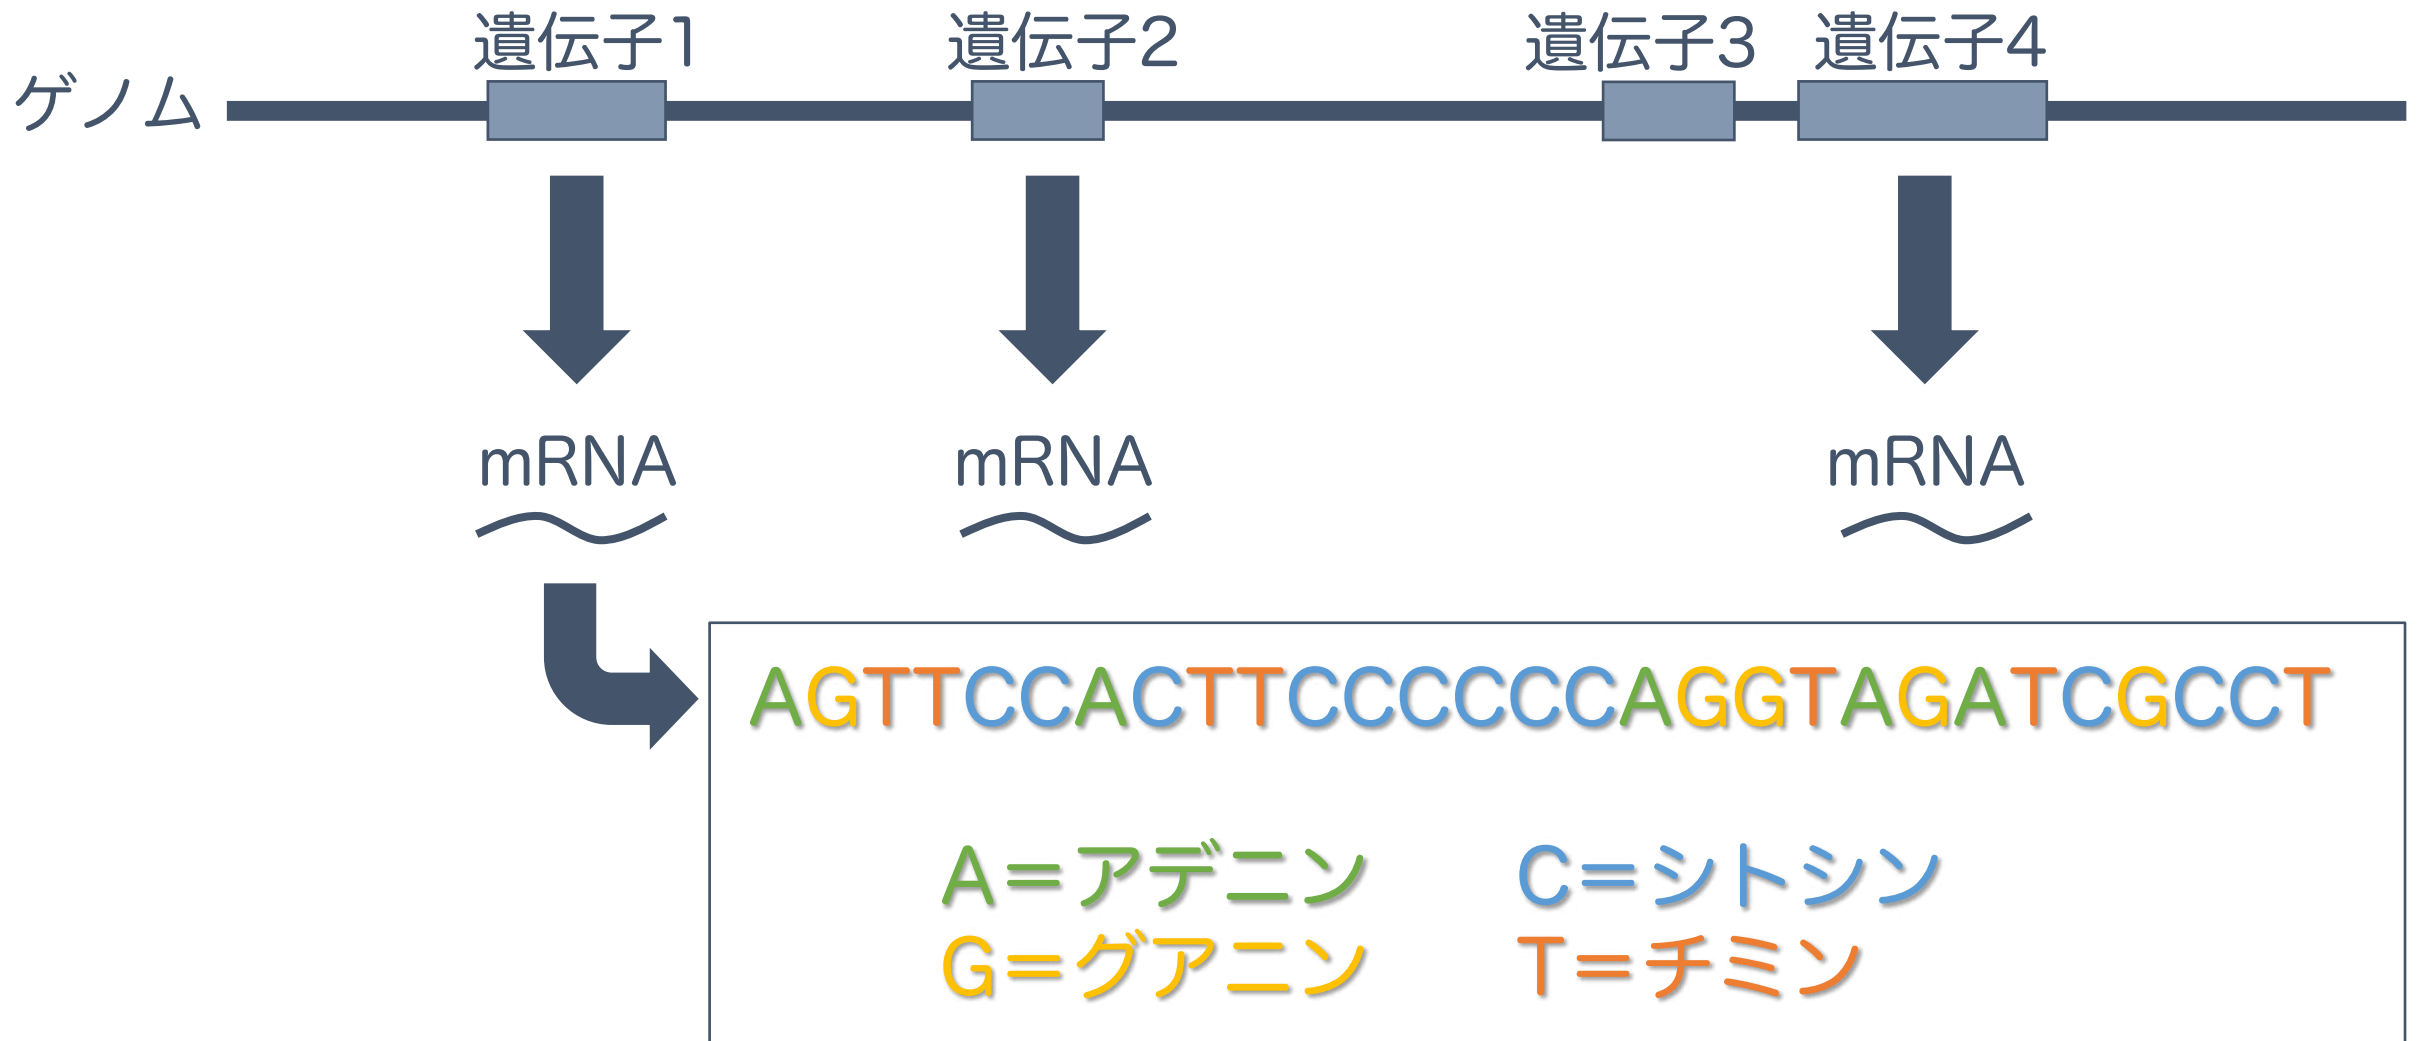 遺伝子1 遺伝子2 遺伝子3 遺伝子4
ゲノム
mRNA mRNA mRNA
AGTTCCACTTCCCCCCAGGTAGATCGCCT
A=アデニン C=シトシン
G=グアニン T=チミン